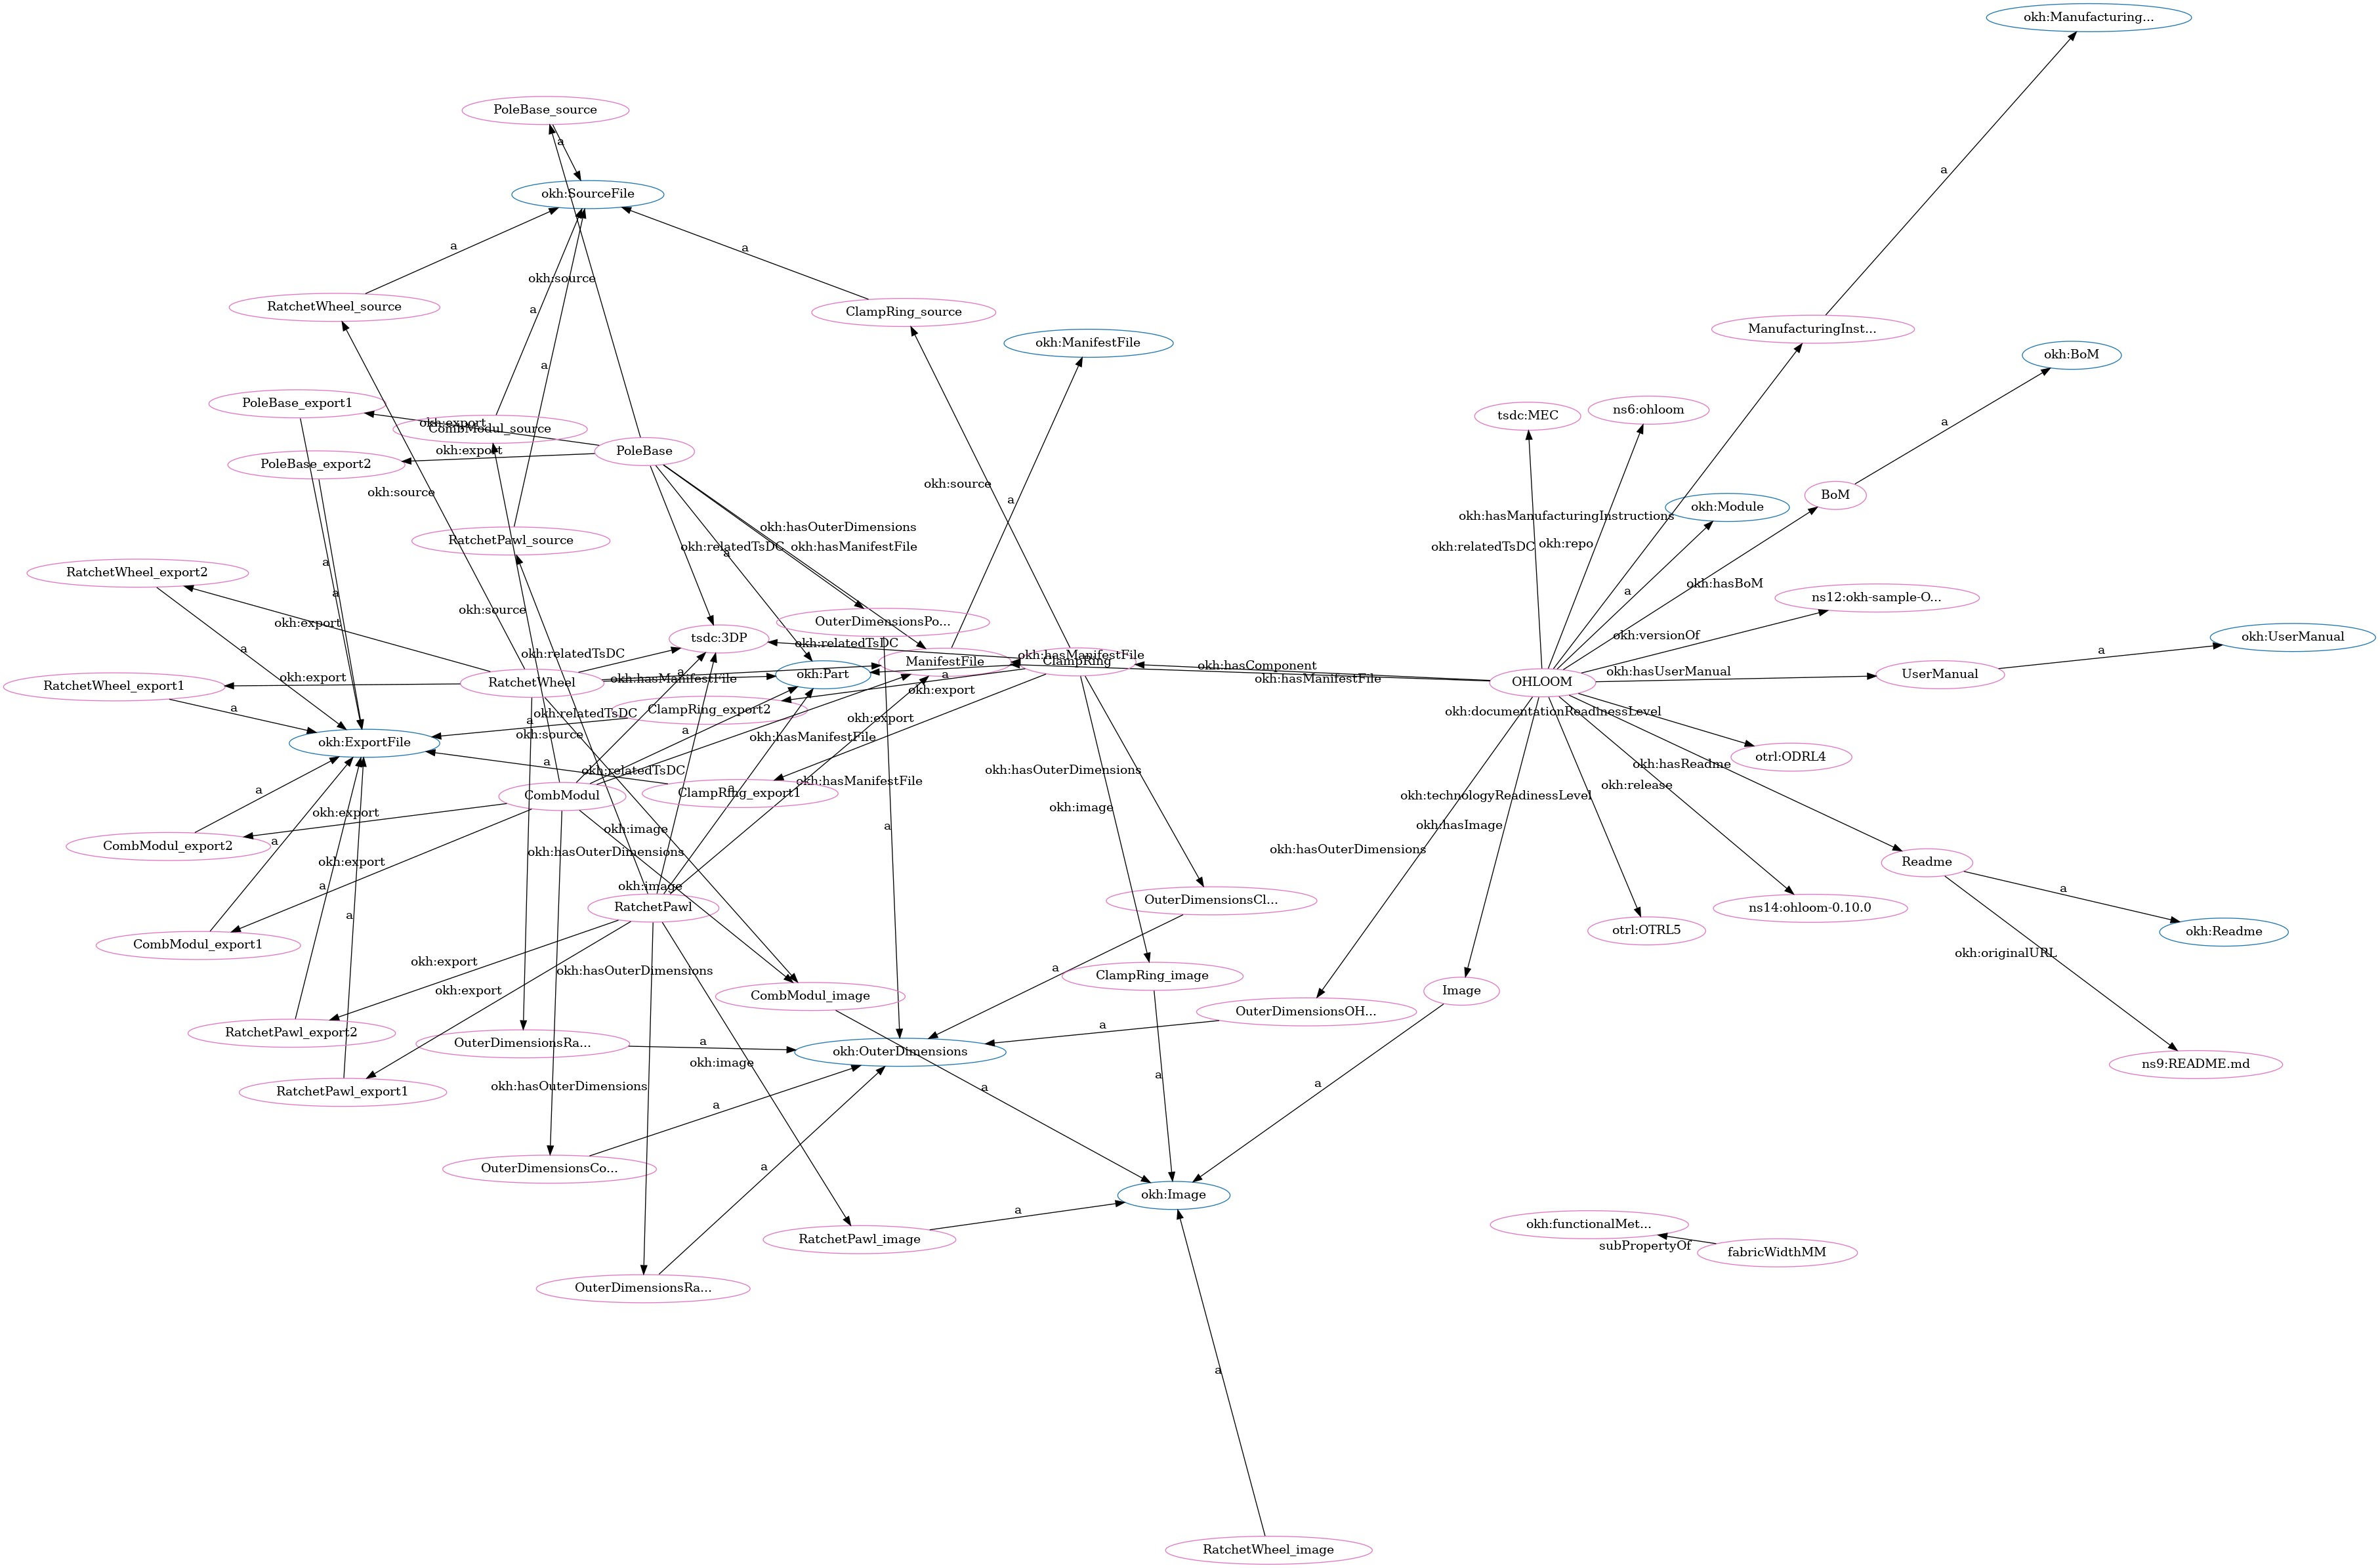 okh:Manufacturing...
PoleBase_source
a
a
okh:SourceFile
a
a
okh:source
RatchetWheel_source
a
ClampRing_source
ManufacturingInst...
okh:ManifestFile
okh:BoM
a
PoleBase_export1
ns6:ohloom
tsdc:MEC
okh:export
CombModul_source
a
PoleBase
okh:export
PoleBase_export2
okh:source
okh:source
BoM
a
okh:Module
okh:hasManufacturingInstructions
okh:hasOuterDimensions
RatchetPawl_source
okh:relatedTsDC
okh:hasManifestFile
okh:relatedTsDC
okh:repo
a
a
RatchetWheel_export2
okh:hasBoM
a
a
ns12:okh-sample-O...
okh:source
okh:export
OuterDimensionsPo...
okh:versionOf
okh:UserManual
tsdc:3DP
okh:relatedTsDC
a
a
okh:relatedTsDC
okh:hasManifestFile
ManifestFile
ClampRing
okh:hasComponent
okh:hasUserManual
UserManual
a
okh:Part
a
okh:export
okh:hasManifestFile
okh:hasManifestFile
RatchetWheel
OHLOOM
RatchetWheel_export1
okh:export
a
ClampRing_export2
okh:relatedTsDC
okh:documentationReadinessLevel
okh:export
a
a
okh:source
okh:hasManifestFile
okh:ExportFile
a
okh:relatedTsDC
okh:hasOuterDimensions
okh:hasReadme
otrl:ODRL4
okh:hasManifestFile
okh:release
a
a
CombModul
ClampRing_export1
okh:technologyReadinessLevel
okh:image
okh:export
okh:hasImage
okh:image
a
a
CombModul_export2
okh:hasOuterDimensions
okh:hasOuterDimensions
okh:export
Readme
a
okh:image
a
OuterDimensionsCl...
RatchetPawl
ns14:ohloom-0.10.0
a
otrl:OTRL5
okh:Readme
CombModul_export1
okh:originalURL
okh:export
okh:hasOuterDimensions
a
ClampRing_image
okh:export
Image
CombModul_image
OuterDimensionsOH...
a
RatchetPawl_export2
OuterDimensionsRa...
a
okh:OuterDimensions
okh:image
ns9:README.md
a
a
a
okh:hasOuterDimensions
RatchetPawl_export1
a
OuterDimensionsCo...
a
okh:Image
a
okh:functionalMet...
RatchetPawl_image
subPropertyOf
fabricWidthMM
OuterDimensionsRa...
a
RatchetWheel_image